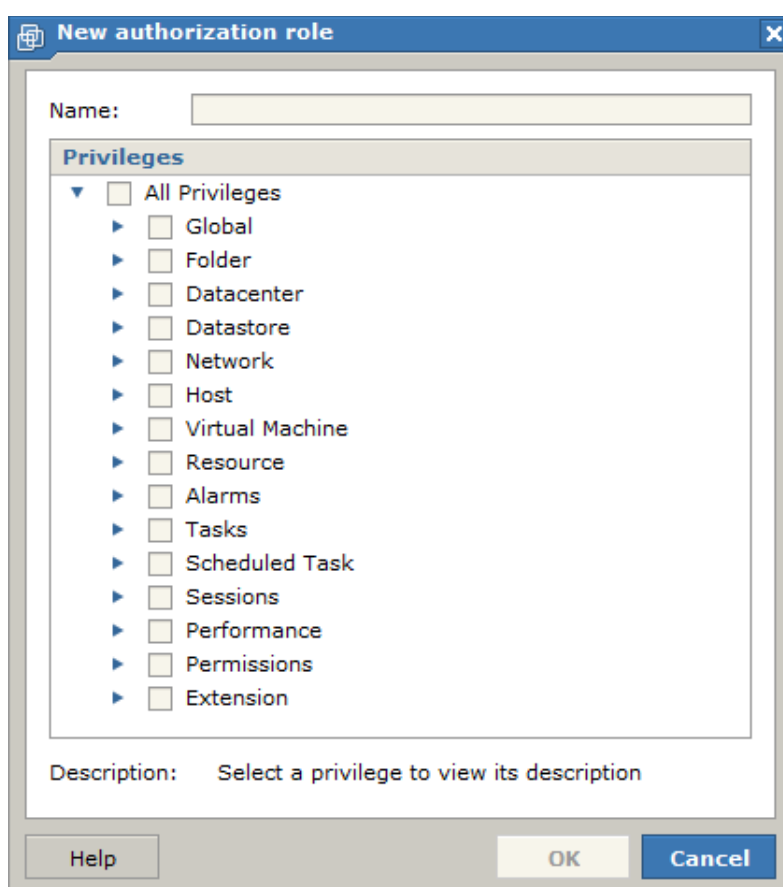 New authorization role
Name:
Privileges
All Privileges
Global
Folder
Datacenter
Datastore
Network
Host
Virtual Machine
Resource
Alarms
Tasks
Scheduled Task
Sessions
Performance
Permissions
Extension
Description: Select a privilege to view its description
Help OK Cancel